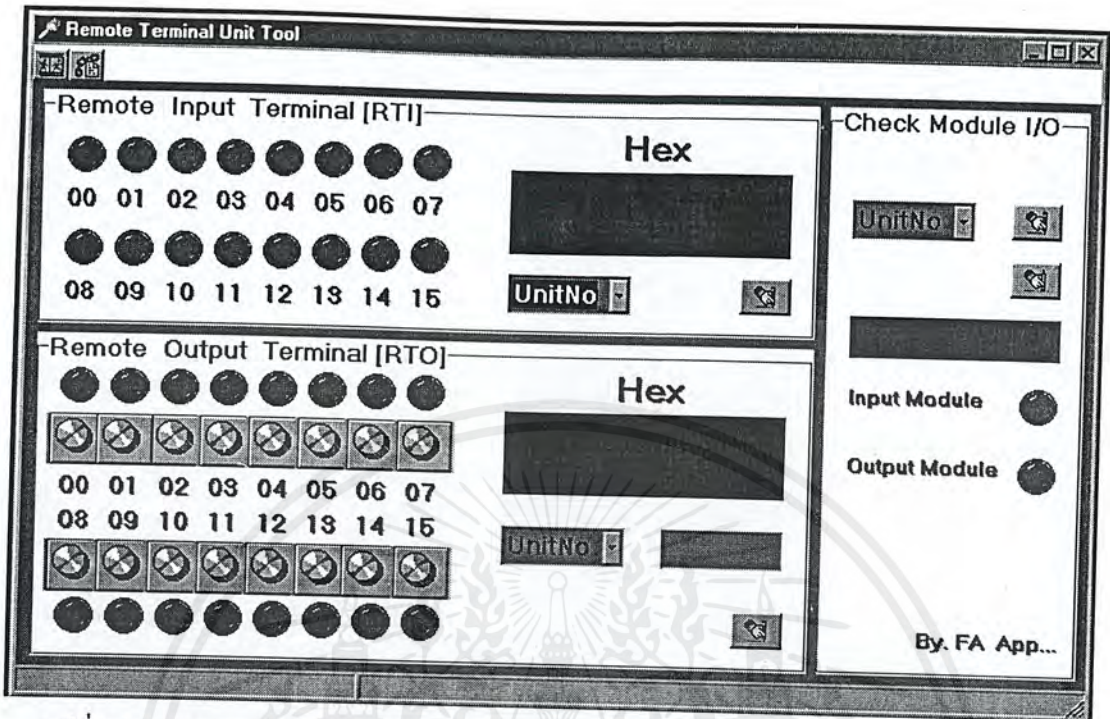 Remote Terminal Unit Tool
Remote Input Terminal [RTI]
00 01 02 03 04 05 06 07
08 09 10 11 12 13 14 15
Hex
UnitNo
Remote Output Terminal [RTO]
00 01 02 03 04 05 06 07
08 09 10 11 12 13 14 15
Hex
UnitNo
Check Module I/O
UnitNo
Input Module
Output Module
By. FA App...